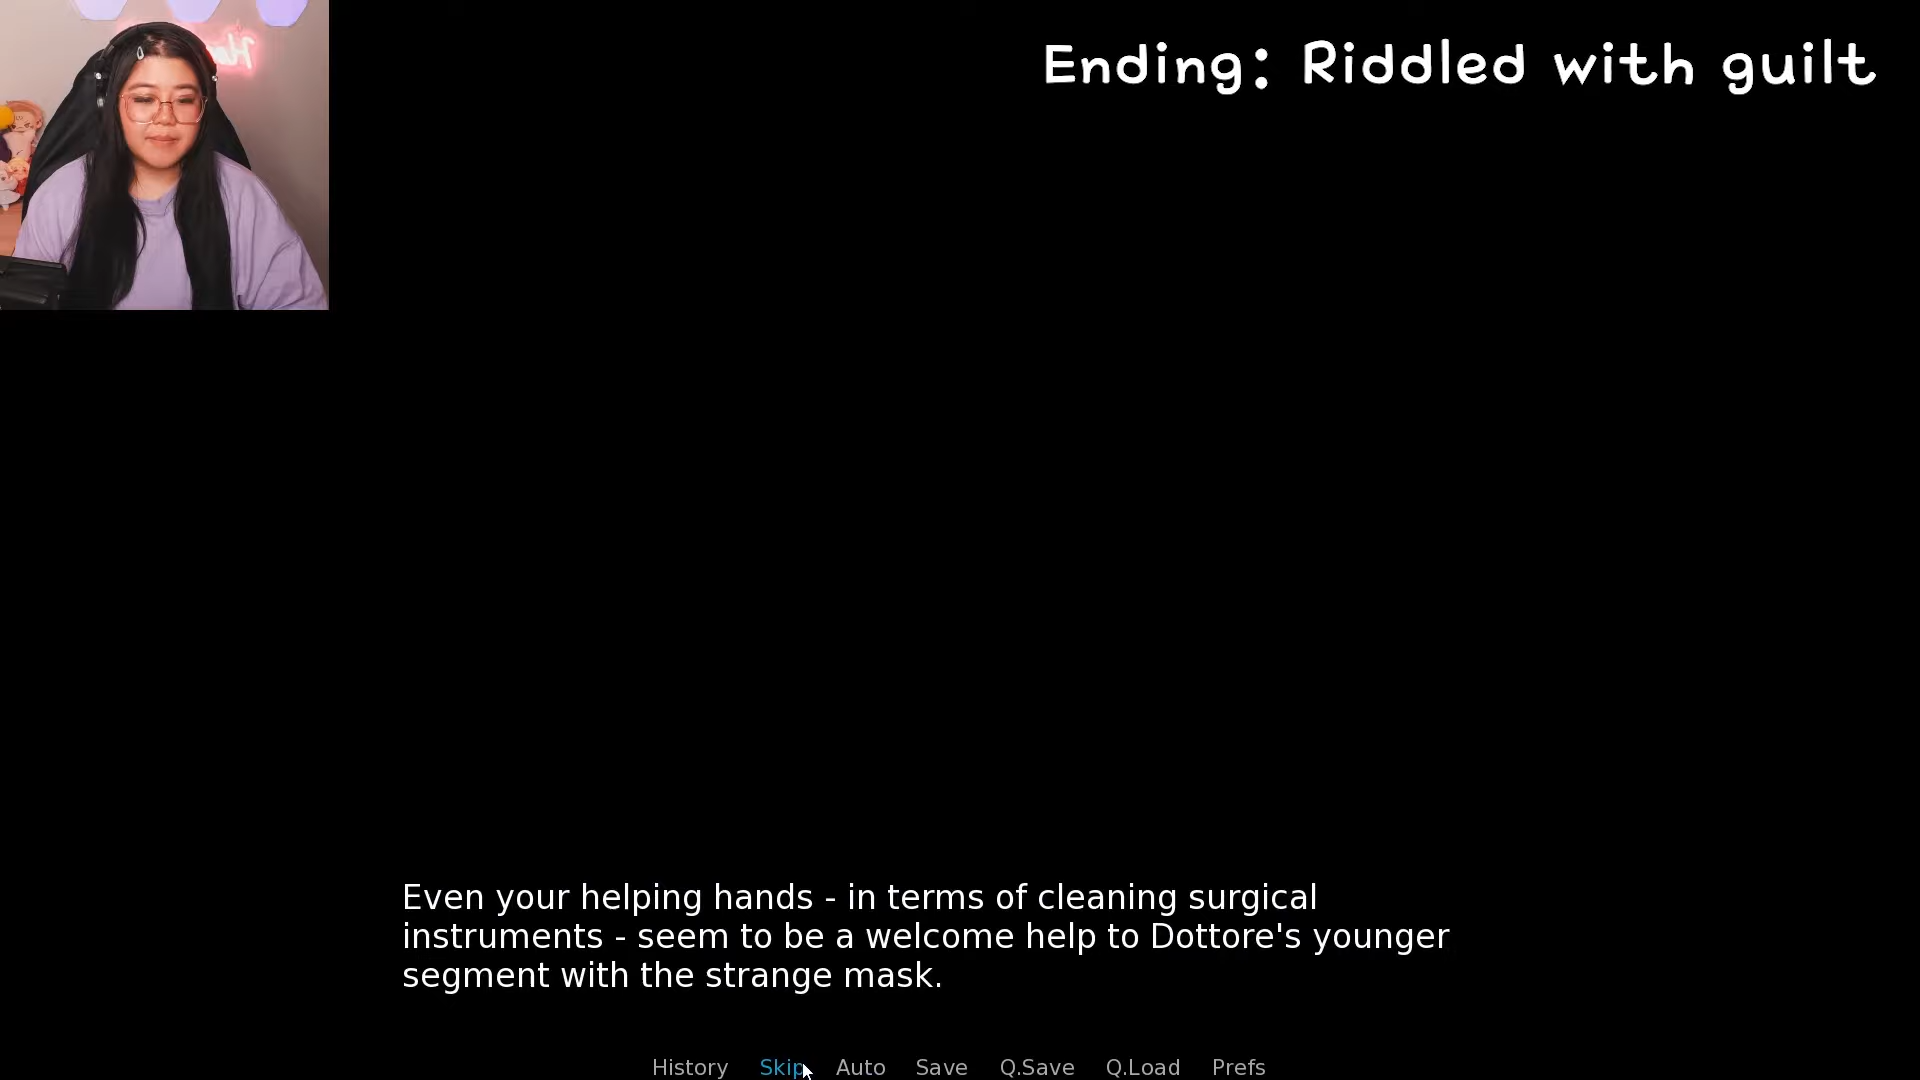 Ending: Riddled with guilt
Even your helping hands - in terms of cleaning surgical
instruments - seem to be a welcome help to Dottore's younger
segment with the strange mask.
History Skip Auto Save Q.Save Q.Load Prefs